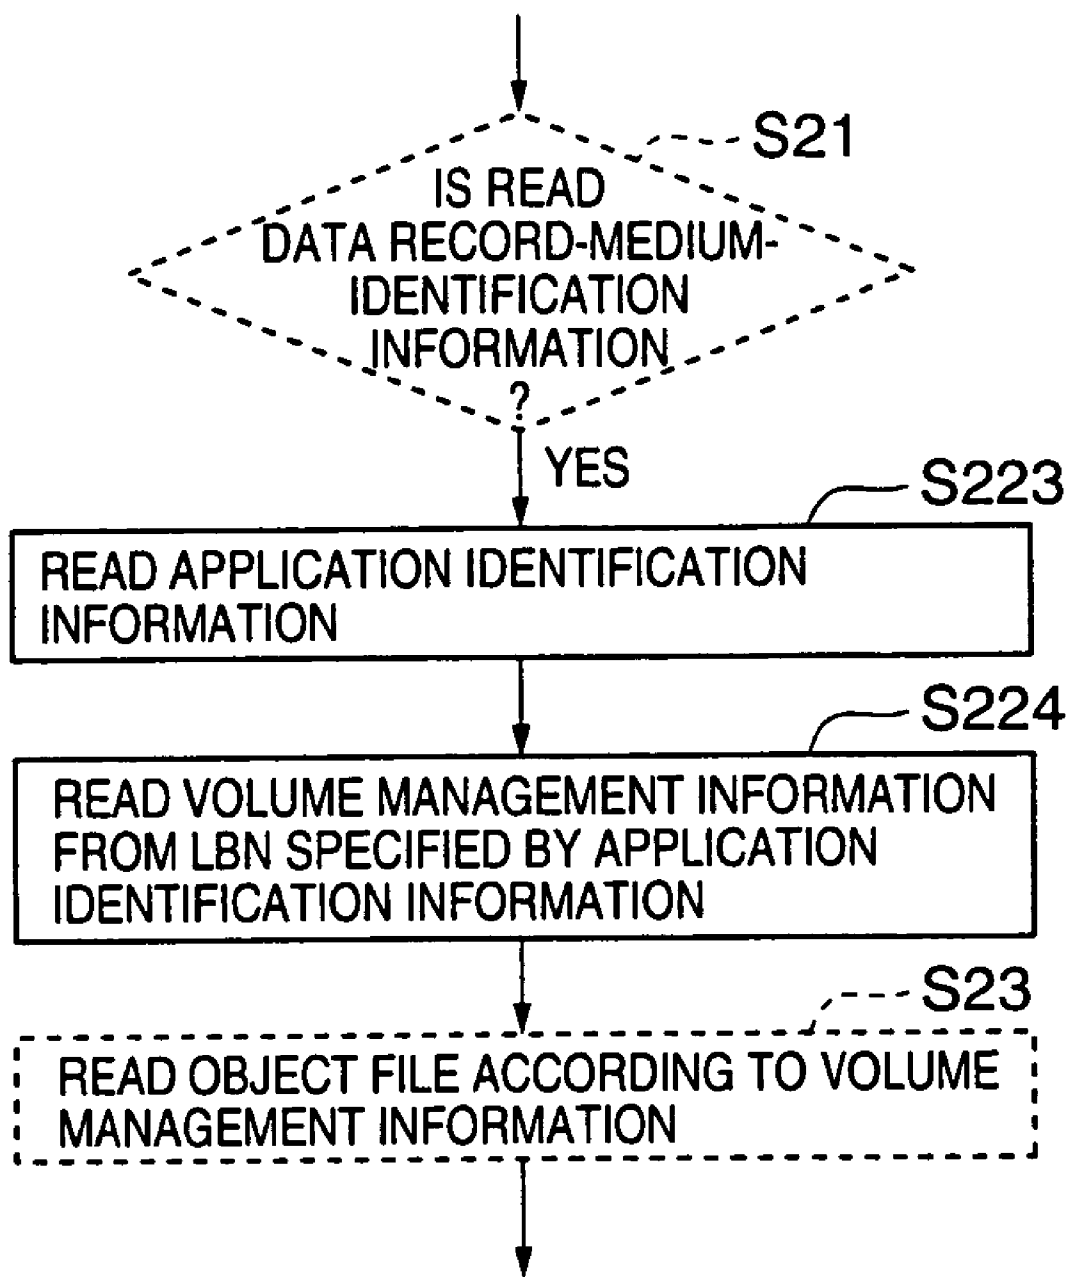 S21
IS READ
DATA RECORD-MEDIUM-
IDENTIFICATION
INFORMATION
?
YES
S223
READ APPLICATION IDENTIFICATION
INFORMATION
S224
READ VOLUME MANAGEMENT INFORMATION
FROM LBN SPECIFIED BY APPLICATION
IDENTIFICATION INFORMATION
S23
READ OBJECT FILE ACCORDING TO VOLUME
MANAGEMENT INFORMATION